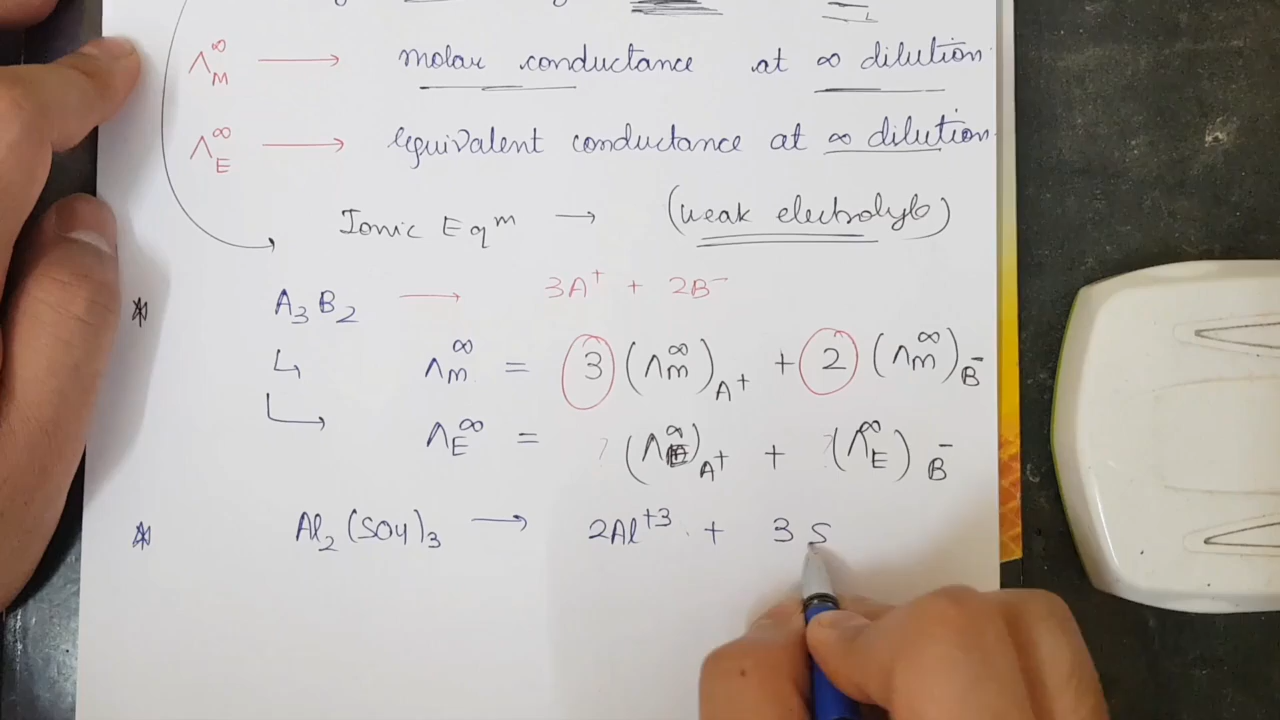 Λ∞M → molar conductance at ∞ dilution
Λ∞E → equivalent conductance at ∞ dilution
Ionic Eqm → (weak electrolyte)
* A3B2 → 3A+ + 2B-
Λ∞M = 3 (Λ∞M)A+ + 2 (Λ∞M)B-
Λ∞E = (Λ∞E)A+ + (Λ∞E)B-
* Al2(SO4)3 → 2Al+3 + 3 S